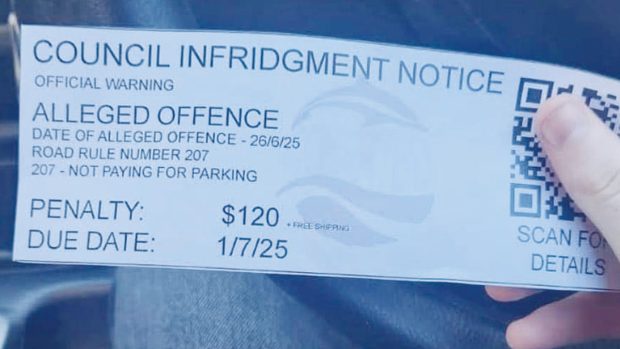 COUNCIL INFRIDGMENT NOTICE
OFFICIAL WARNING
ALLEGED OFFENCE
DATE OF ALLEGED OFFENCE - 26/6/25
ROAD RULE NUMBER 207
207 - NOT PAYING FOR PARKING
PENALTY: $120 + FREE SHIPPING
DUE DATE: 1/7/25
SCAN FO
DETAILS